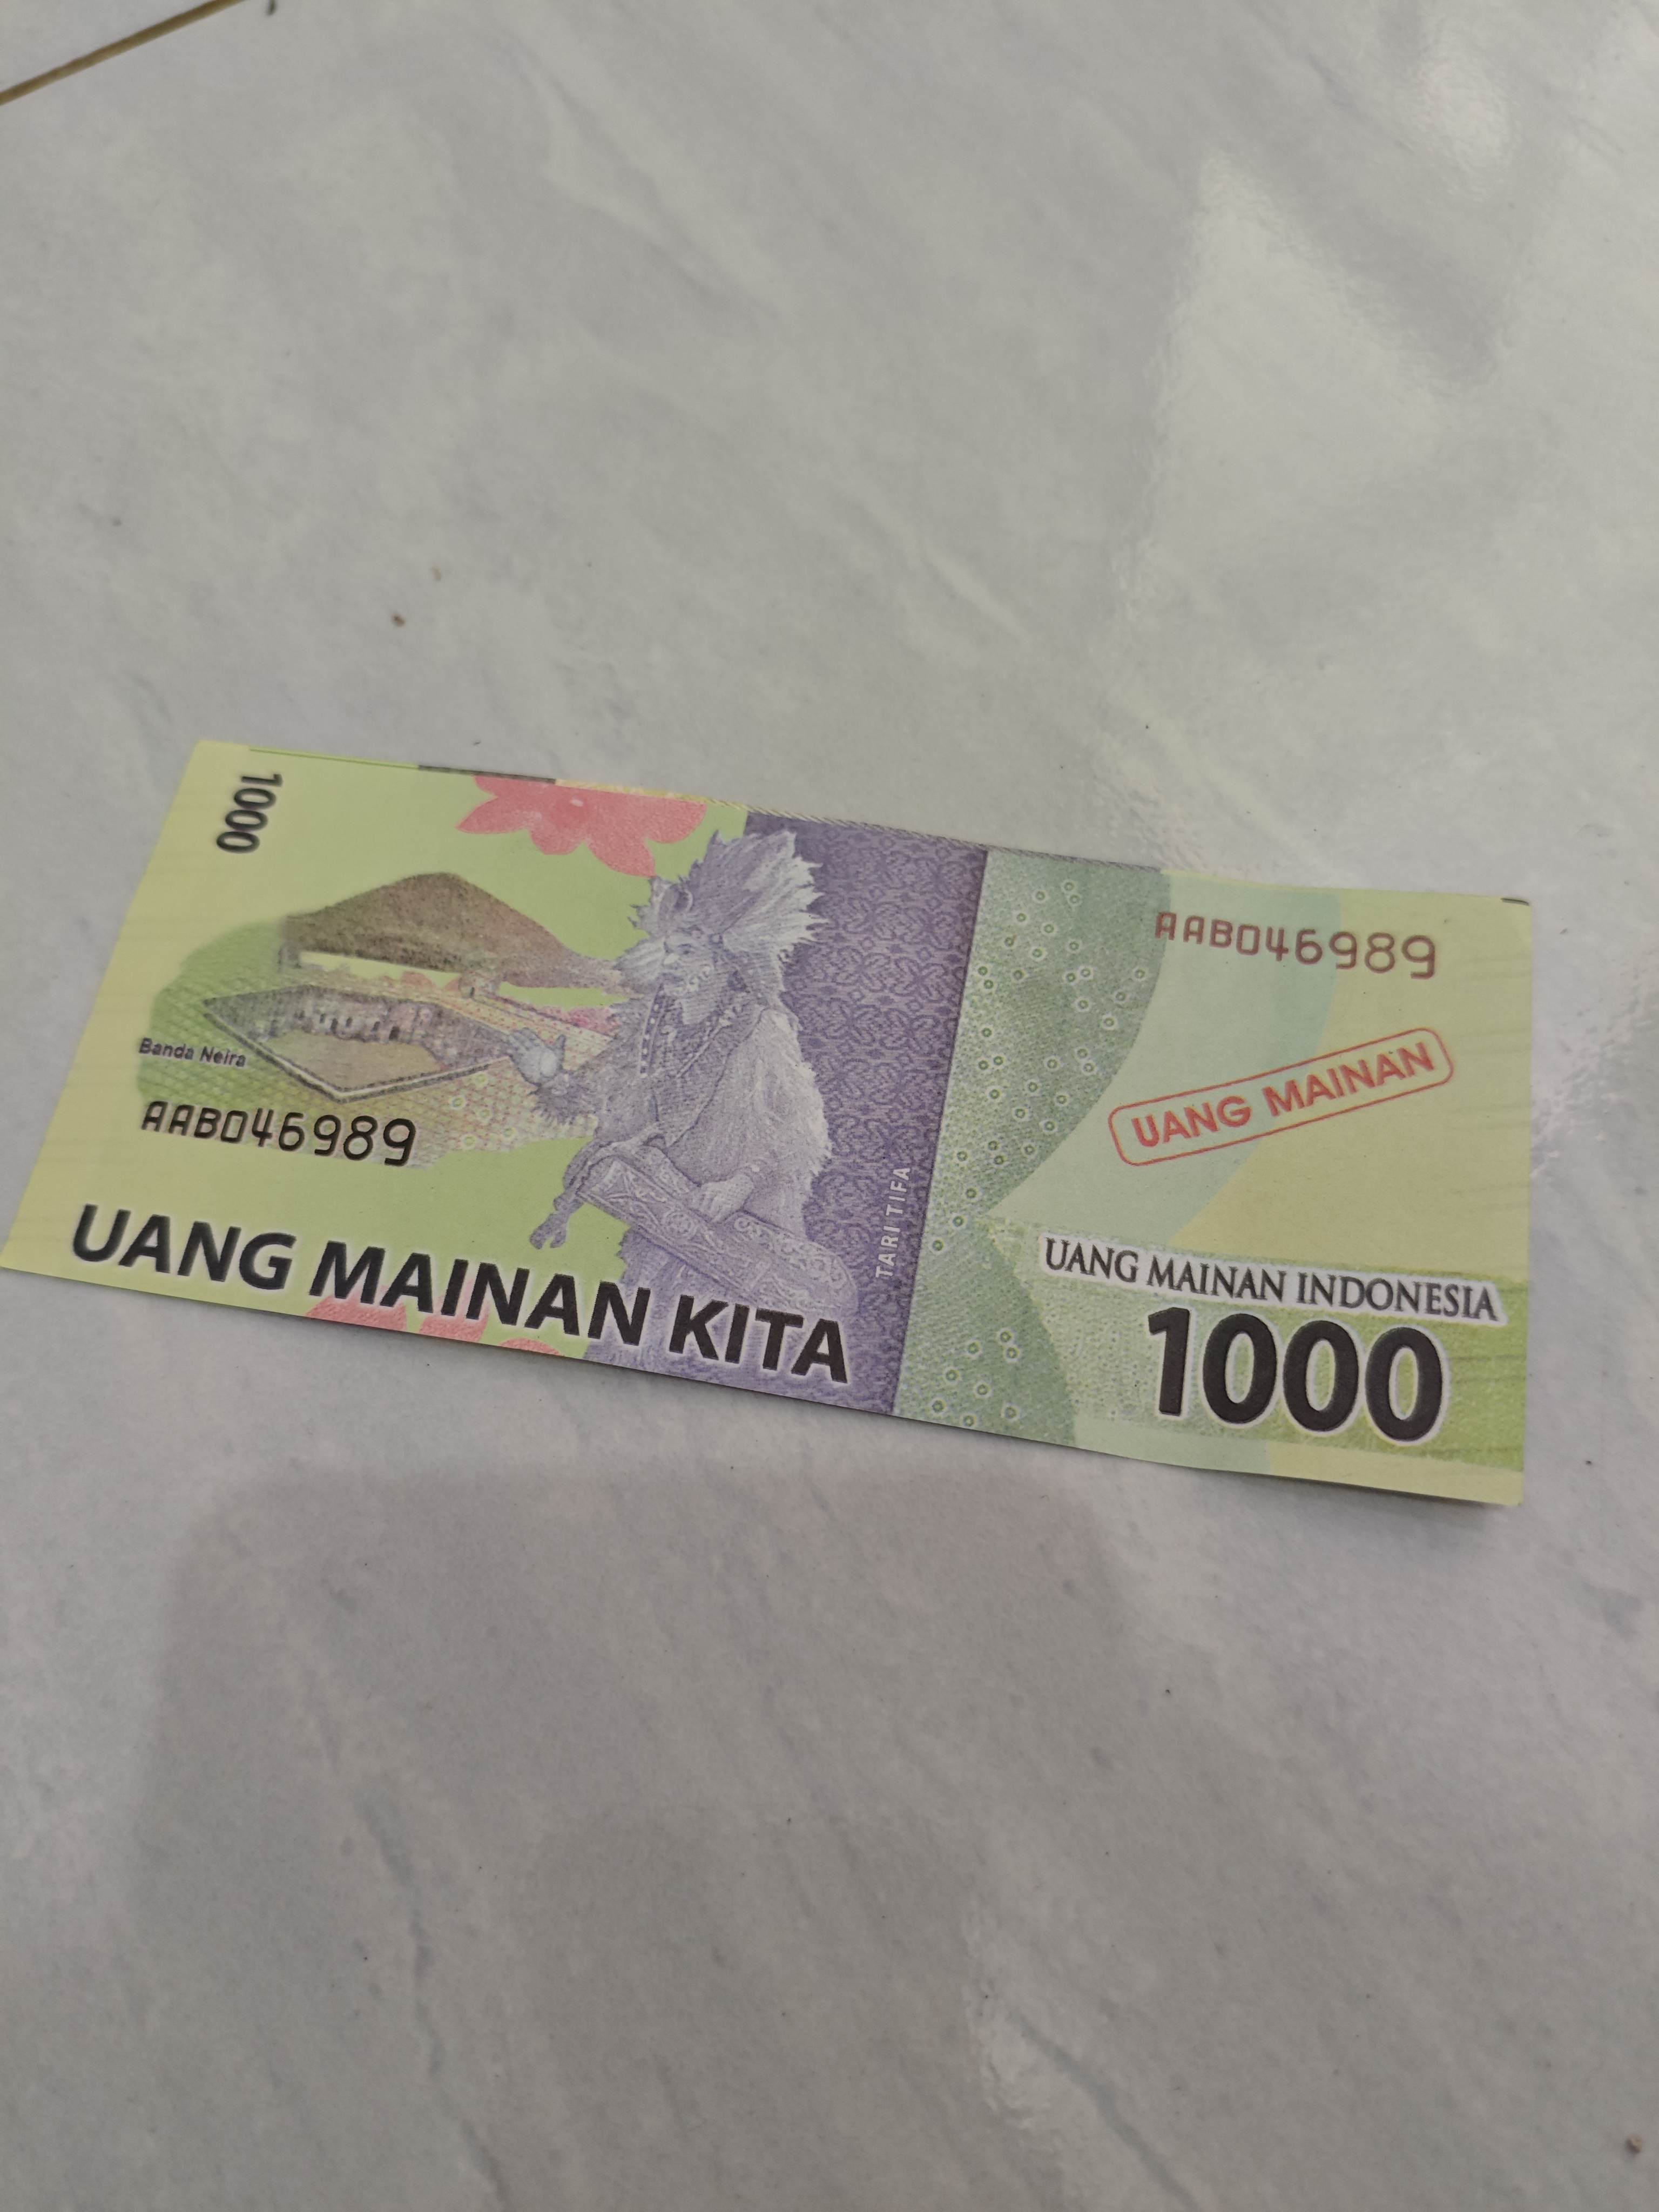 1000
AAB046989
Banda Neira
AAB046989
UANG MAINAN
TARI TIFA
UANG MAINAN KITA
UANG MAINAN INDONESIA
1000